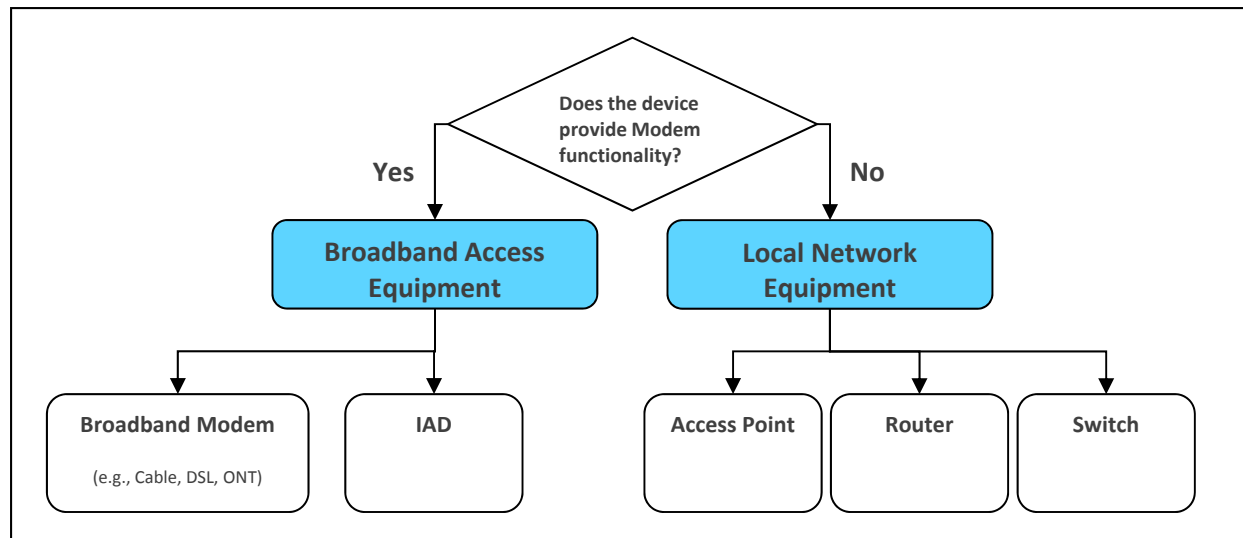 Does the device
provide Modem
functionality?
Yes
No
Broadband Access
Equipment
Local Network
Equipment
Broadband Modem
(e.g., Cable, DSL, ONT)
IAD
Access Point
Router
Switch